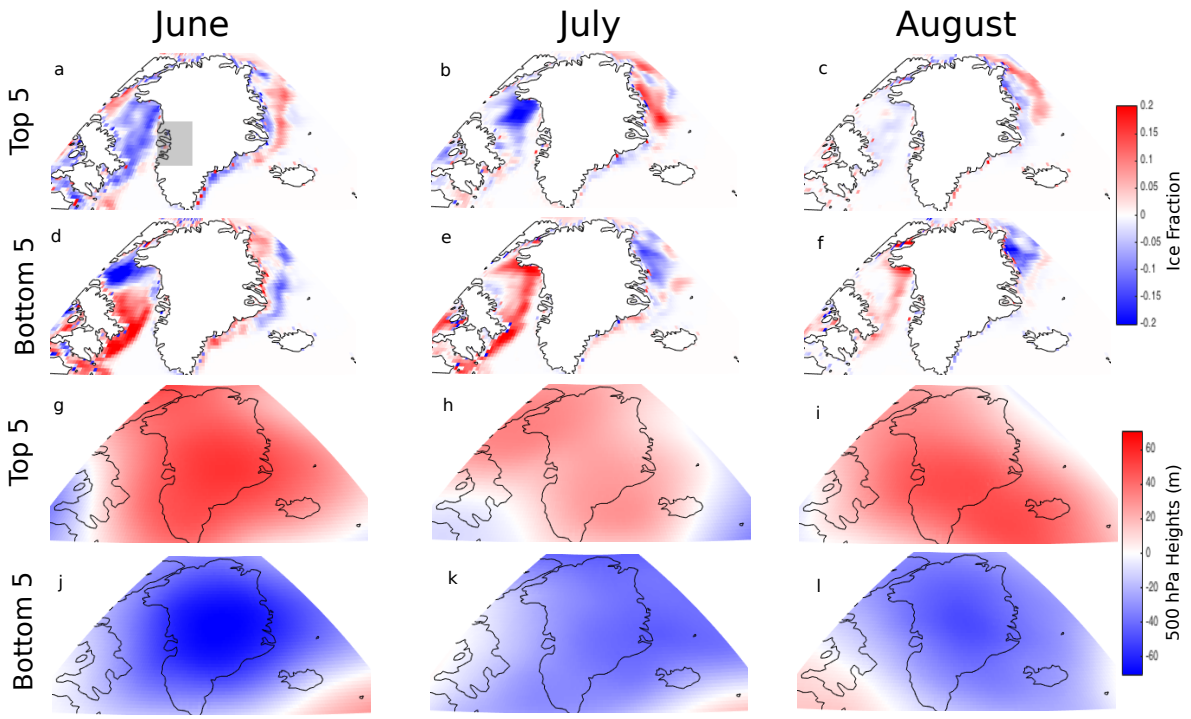 June July August
Top 5
a b c
0.2
0.15
0.1
0.05
0
-0.05
-0.1
-0.15
-0.2
Ice Fraction
Bottom 5
d e f
Top 5
g h i
60
40
20
0
-20
-40
-60
500 hPa Heights (m)
Bottom 5
j k l